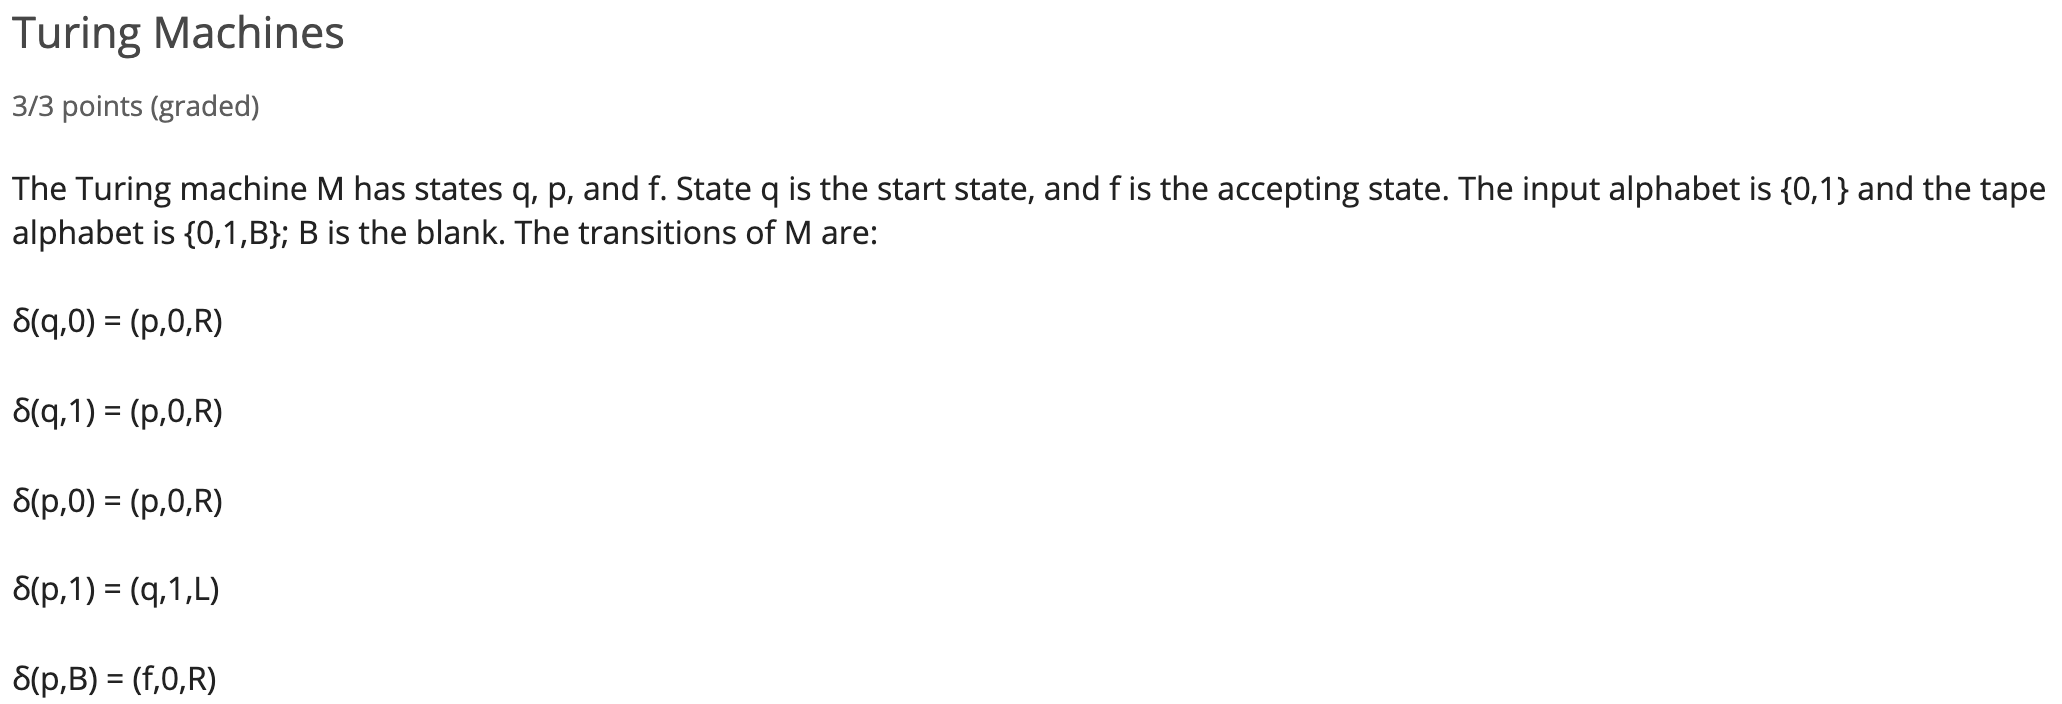 Turing Machines
3/3 points (graded)
The Turing machine M has states q, p, and f. State q is the start state, and f is the accepting state. The input alphabet is {0,1} and the tape
alphabet is {0,1,B}; B is the blank. The transitions of M are:
δ(q,0) = (p,0,R)
δ(q,1) = (p,0,R)
δ(p,0) = (p,0,R)
δ(p,1) = (q,1,L)
δ(p,B) = (f,0,R)